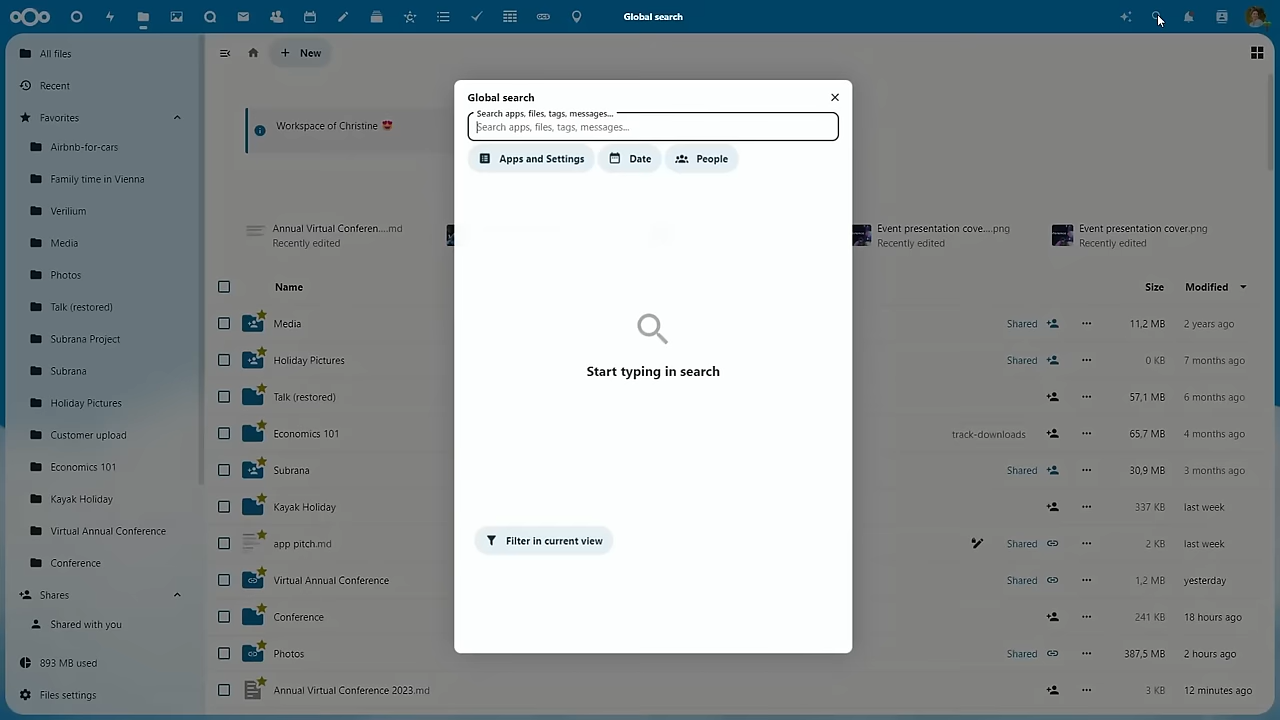 Global search
All files
Recent
Favorites
Airbnb-for-cars
Family time in Vienna
Verilium
Media
Photos
Talk (restored)
Subrana Project
Subrana
Holiday Pictures
Customer upload
Economics 101
Kayak Holiday
Virtual Annual Conference
Conference
Shares
Shared with you
893 MB used
Files settings
+ New
Workspace of Christine 😍
Annual Virtual Conferen....md
Recently edited
Event presentation cove....png
Recently edited
Event presentation cover.png
Recently edited
Name Size Modified
Media Shared 11,2 MB 2 years ago
Holiday Pictures Shared 0 KB 7 months ago
Talk (restored) 57,1 MB 6 months ago
Economics 101 track-downloads 65,7 MB 4 months ago
Subrana Shared 30,9 MB 3 months ago
Kayak Holiday 337 KB last week
app pitch.md Shared 2 KB last week
Virtual Annual Conference Shared 1,2 MB yesterday
Conference 241 KB 18 hours ago
Photos Shared 387,5 MB 2 hours ago
Annual Virtual Conference 2023.md 3 KB 12 minutes ago
Global search
Search apps, files, tags, messages...
Search apps, files, tags, messages...
Apps and Settings Date People
Start typing in search
Filter in current view